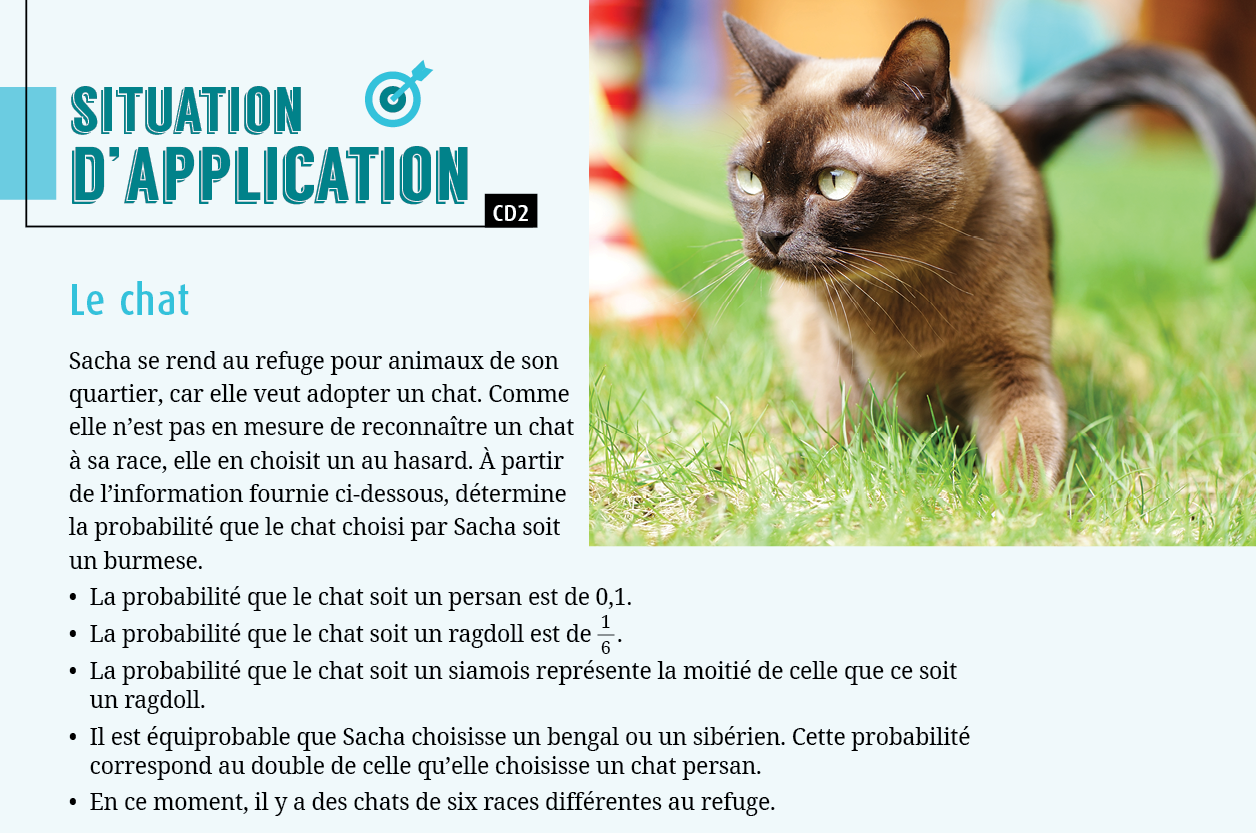 SITUATION
D'APPLICATION
CD2
Le chat
Sacha se rend au refuge pour animaux de son
quartier, car elle veut adopter un chat. Comme
elle n’est pas en mesure de reconnaître un chat
à sa race, elle en choisit un au hasard. À partir
de l’information fournie ci-dessous, détermine
la probabilité que le chat choisi par Sacha soit
un burmese.
• La probabilité que le chat soit un persan est de 0,1.
• La probabilité que le chat soit un ragdoll est de 1/6.
• La probabilité que le chat soit un siamois représente la moitié de celle que ce soit
un ragdoll.
• Il est équiprobable que Sacha choisisse un bengal ou un sibérien. Cette probabilité
correspond au double de celle qu’elle choisisse un chat persan.
• En ce moment, il y a des chats de six races différentes au refuge.